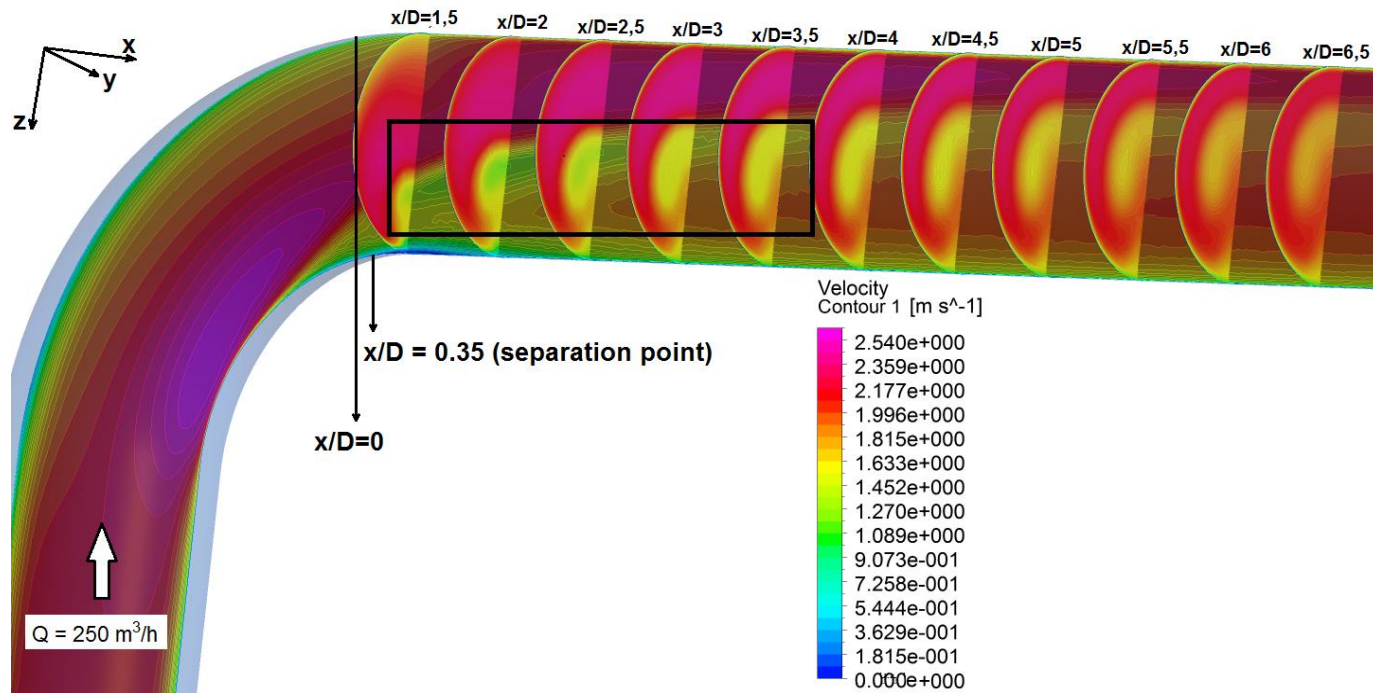 x/D=1,5
x/D=2
x/D=2,5
x/D=3
x/D=3,5
x/D=4
x/D=4,5
x/D=5
x/D=5,5
x/D=6
x/D=6,5
x
y
z
x/D = 0.35 (separation point)
x/D=0
Q = 250 m³/h
Velocity
Contour 1 [m s^-1]
2.540e+000
2.359e+000
2.177e+000
1.996e+000
1.815e+000
1.633e+000
1.452e+000
1.270e+000
1.089e+000
9.073e-001
7.258e-001
5.444e-001
3.629e-001
1.815e-001
0.000e+000